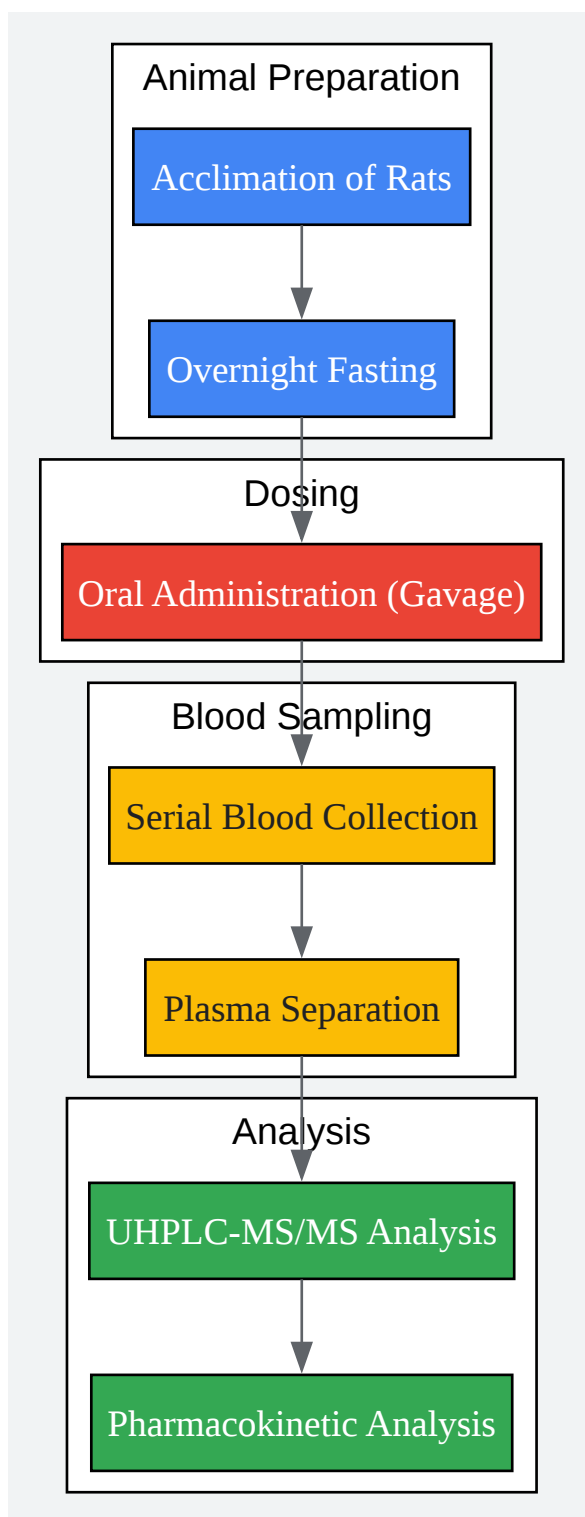 Animal Preparation
Acclimation of Rats
Overnight Fasting
Dosing
Oral Administration (Gavage)
Blood Sampling
Serial Blood Collection
Plasma Separation
Analysis
UHPLC-MS/MS Analysis
Pharmacokinetic Analysis